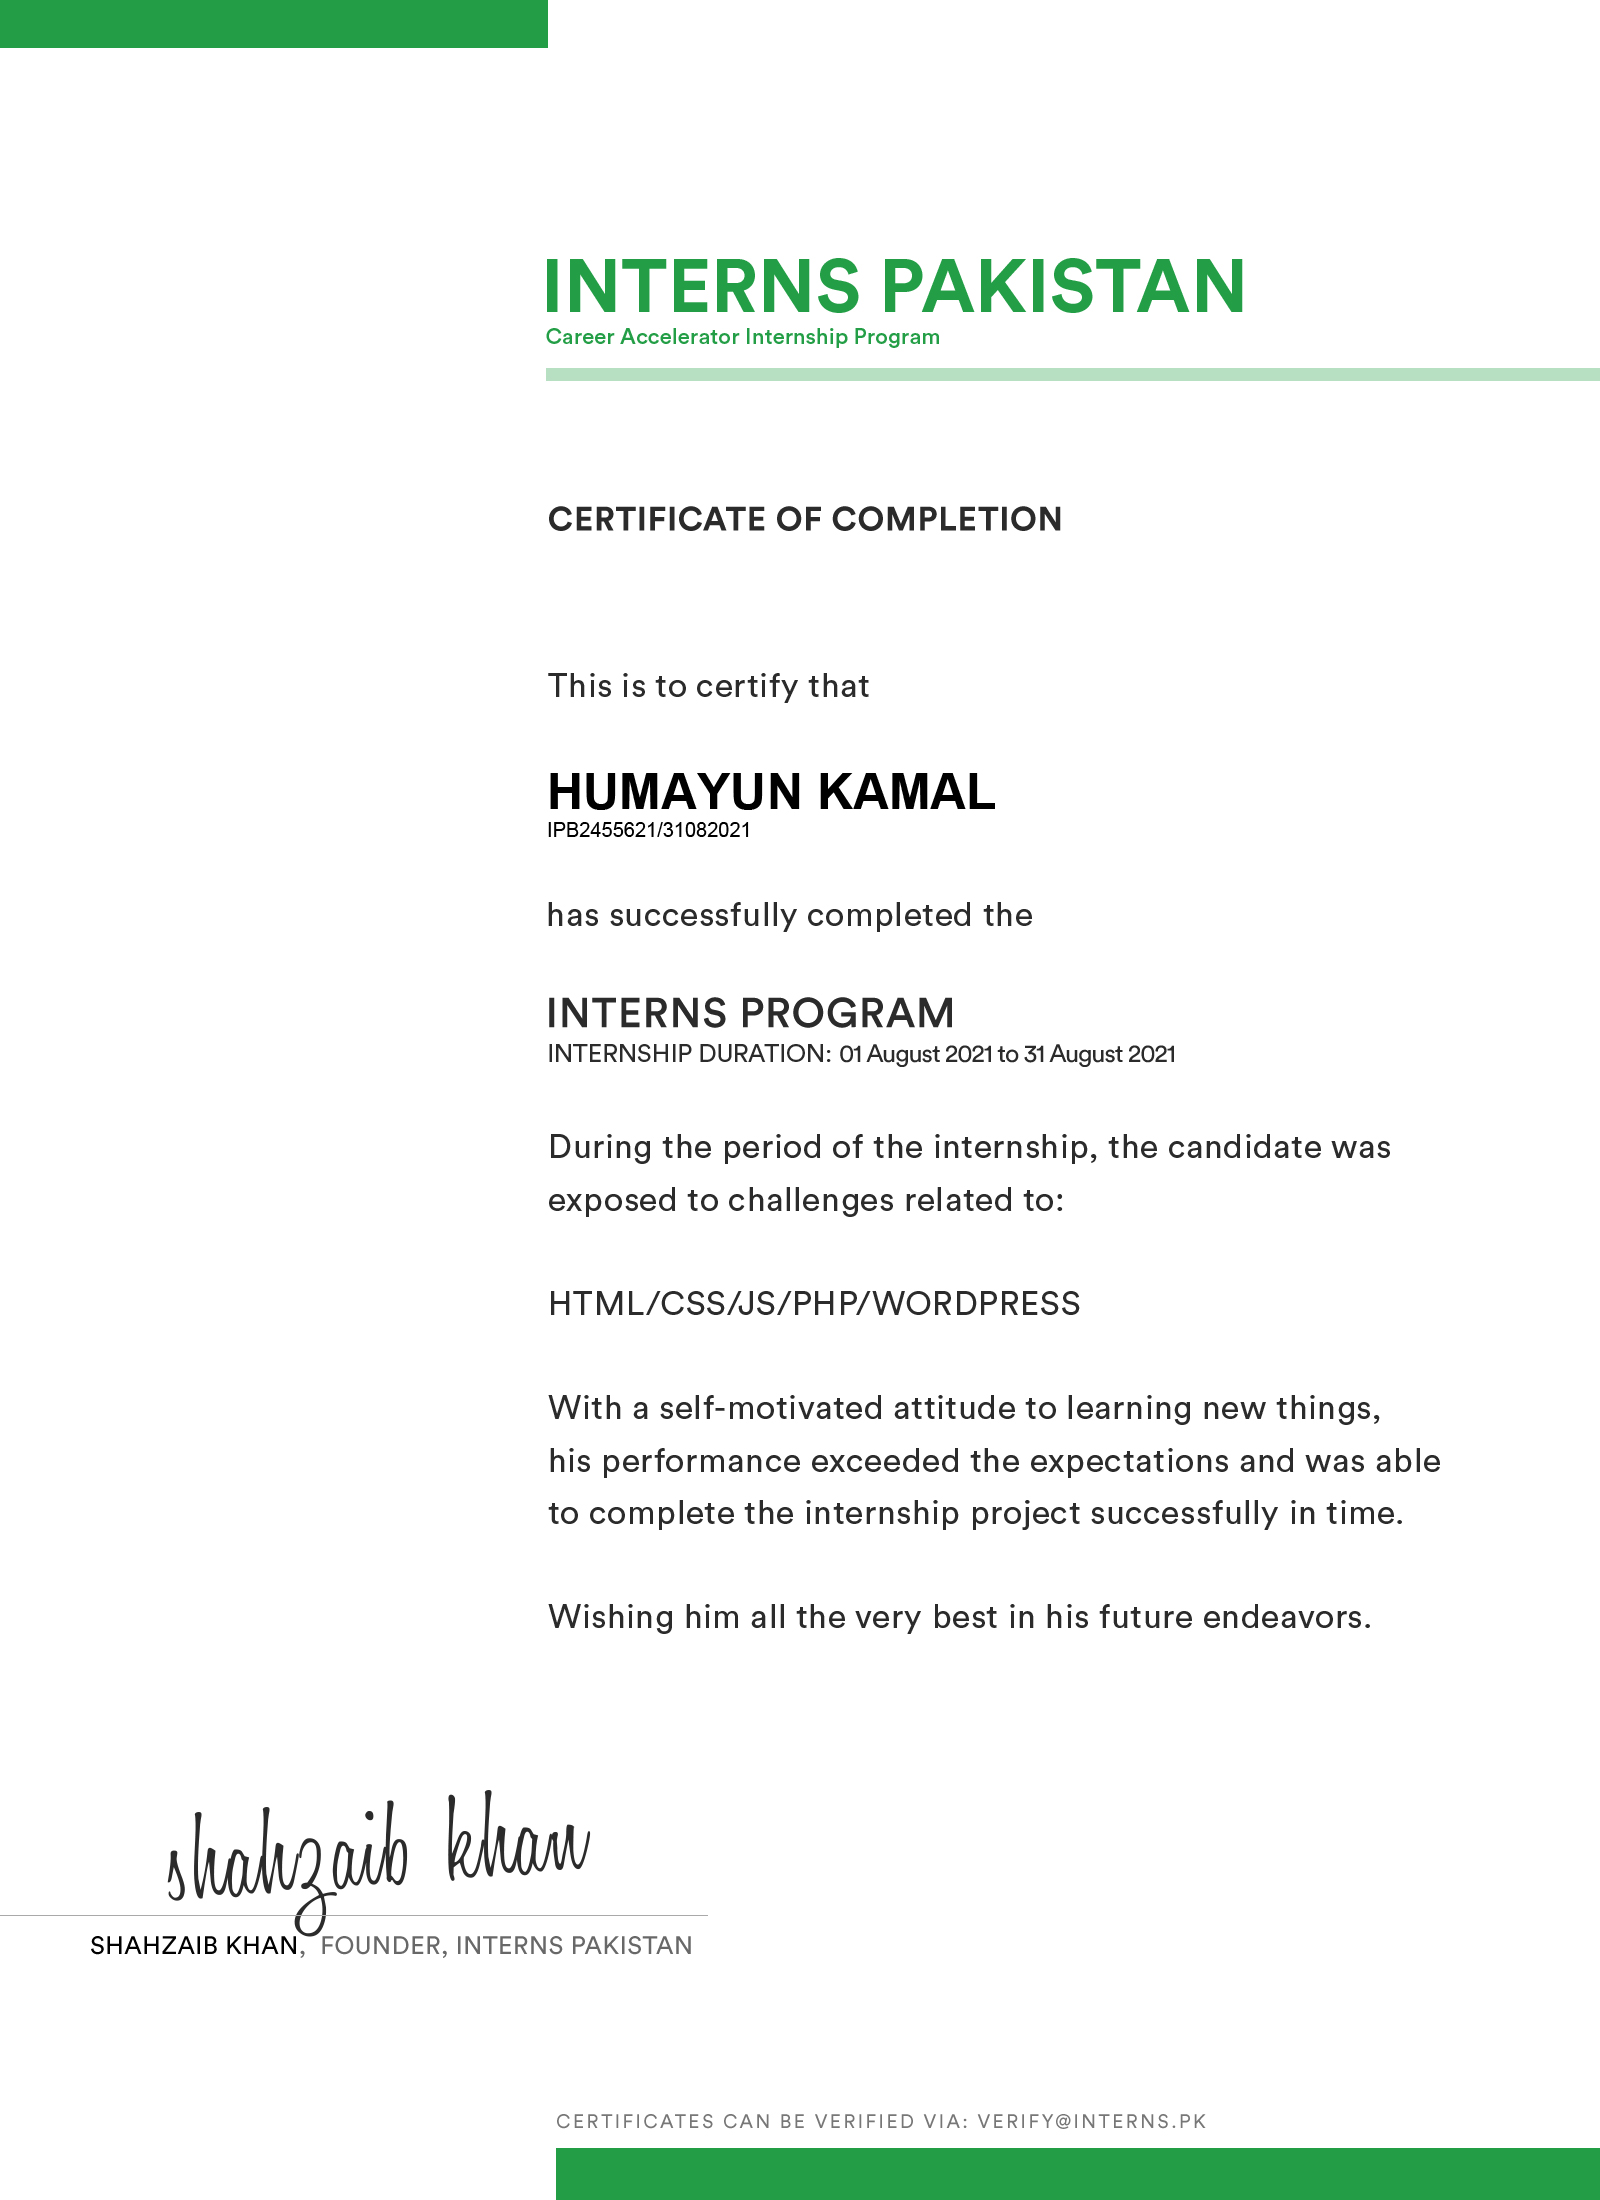 INTERNS PAKISTAN
Career Accelerator Internship Program
CERTIFICATE OF COMPLETION
This is to certify that
HUMAYUN KAMAL
IPB2455621/31082021
has successfully completed the
INTERNS PROGRAM
INTERNSHIP DURATION: 01 August 2021 to 31 August 2021
During the period of the internship, the candidate was
exposed to challenges related to:
HTML/CSS/JS/PHP/WORDPRESS
With a self-motivated attitude to learning new things,
his performance exceeded the expectations and was able
to complete the internship project successfully in time.
Wishing him all the very best in his future endeavors.
shahzaib khan
SHAHZAIB KHAN, FOUNDER, INTERNS PAKISTAN
CERTIFICATES CAN BE VERIFIED VIA: VERIFY@INTERNS.PK